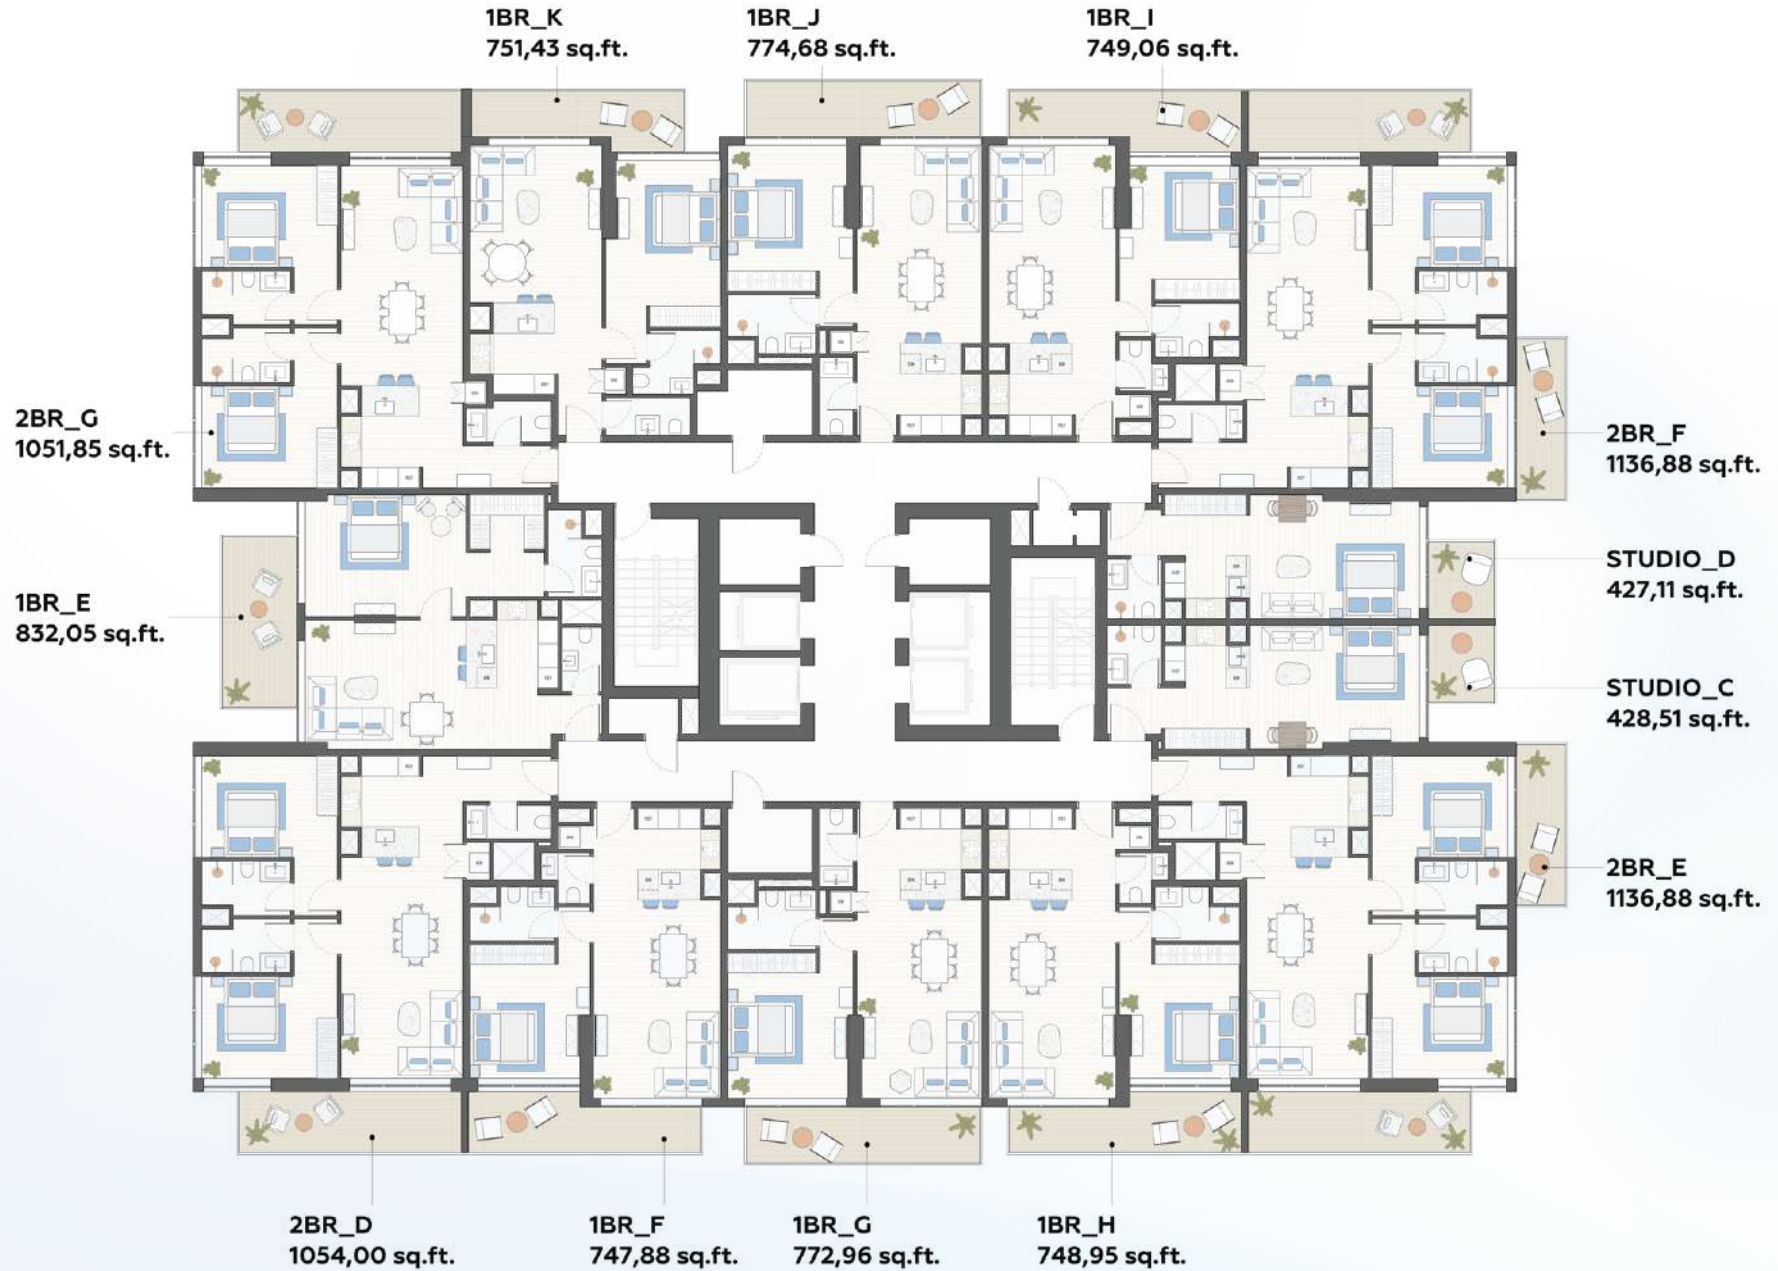 1BR_K
751,43 sq.ft.
1BR_J
774,68 sq.ft.
1BR_I
749,06 sq.ft.
2BR_G
1051,85 sq.ft.
2BR_F
1136,88 sq.ft.
1BR_E
832,05 sq.ft.
STUDIO_D
427,11 sq.ft.
STUDIO_C
428,51 sq.ft.
2BR_E
1136,88 sq.ft.
2BR_D
1054,00 sq.ft.
1BR_F
747,88 sq.ft.
1BR_G
772,96 sq.ft.
1BR_H
748,95 sq.ft.